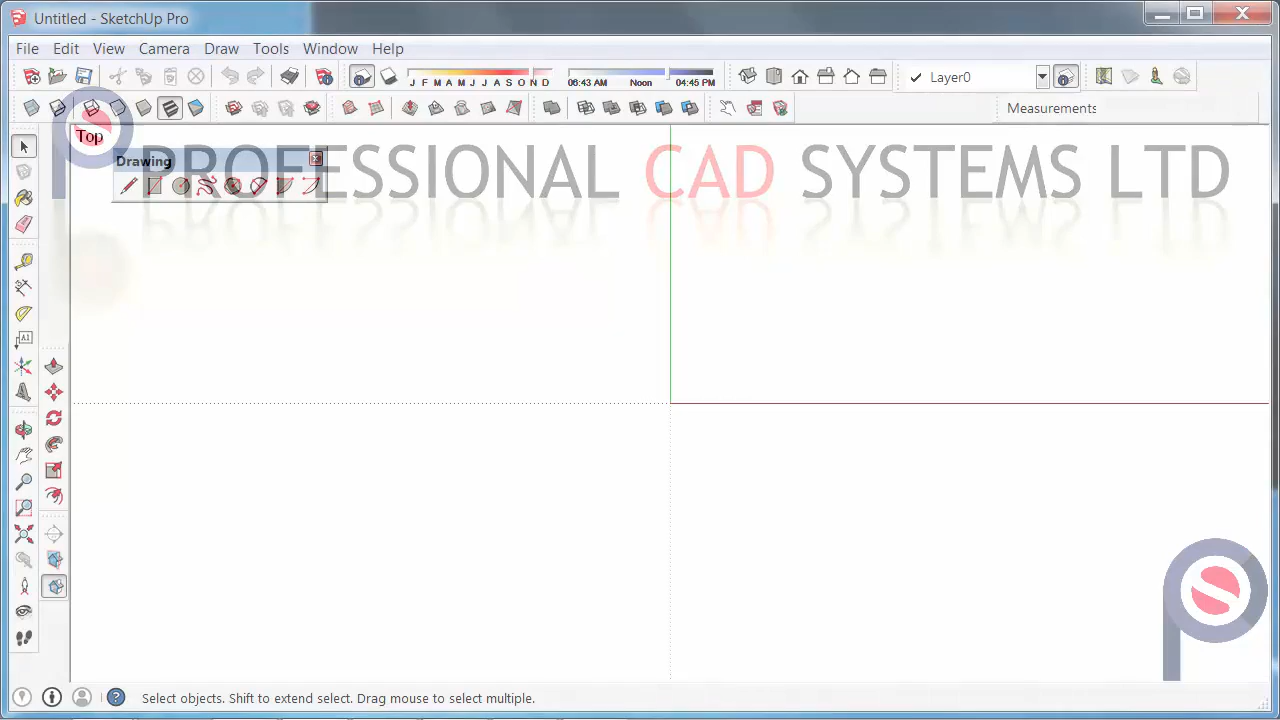 Untitled - SketchUp Pro
File Edit View Camera Draw Tools Window Help
J F M A M J J A S O N D 06:43 AM Noon 04:45 PM Layer0
Measurements
Top
Drawing
PROFESSIONAL CAD SYSTEMS LTD
A1
Select objects. Shift to extend select. Drag mouse to select multiple.